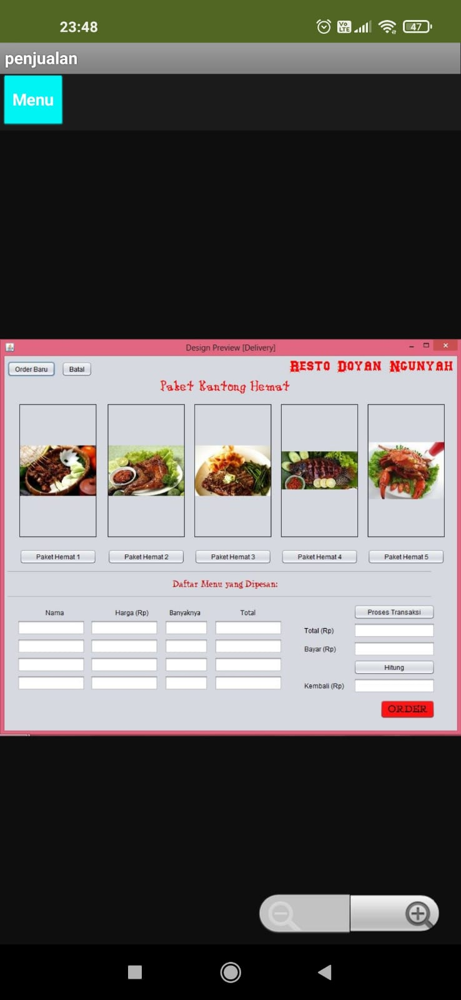 23:48
Vo LTE
47
penjualan
Menu
Design Preview [Delivery]
Order Baru Batal
Resto Doyan Ngunyah
Paket Kantong Hemat
Paket Hemat 1 Paket Hemat 2 Paket Hemat 3 Paket Hemat 4 Paket Hemat 5
Daftar Menu yang Dipesan:
Nama Harga (Rp) Banyaknya Total
Proses Transaksi
Total (Rp)
Bayar (Rp)
Hitung
Kembali (Rp)
ORDER